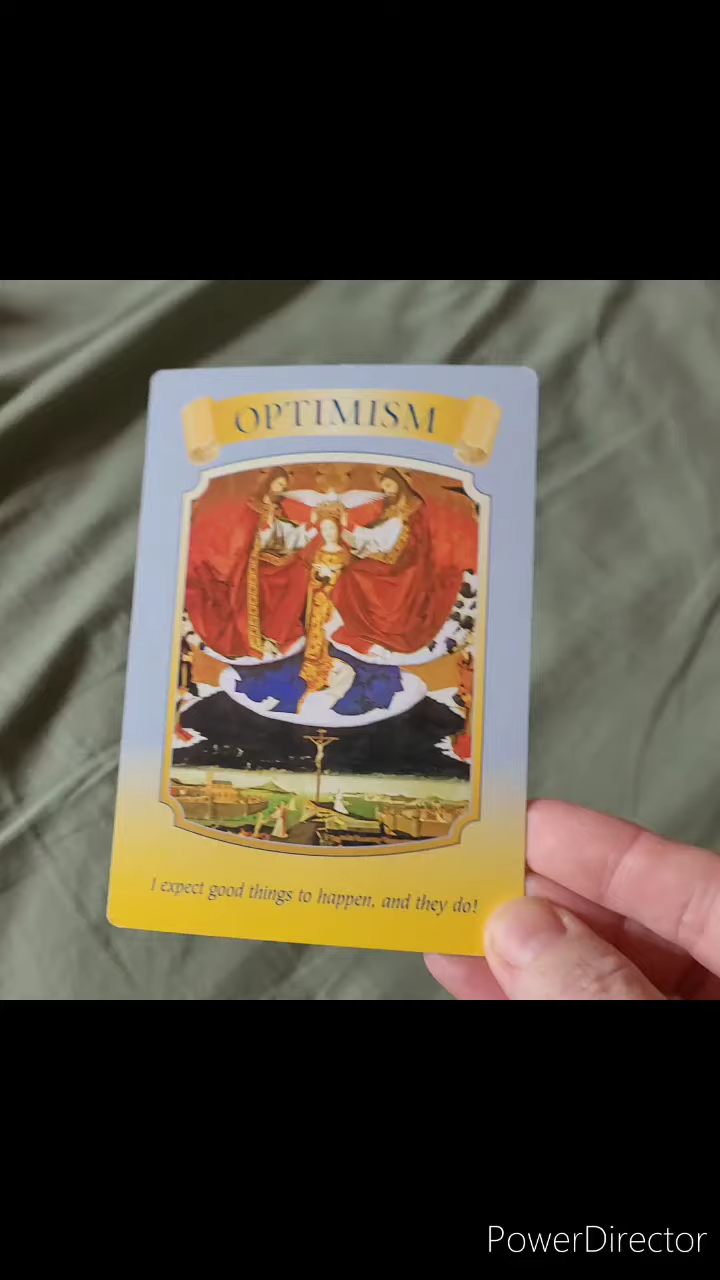 OPTIMISM
I expect good things to happen, and they do!
PowerDirector